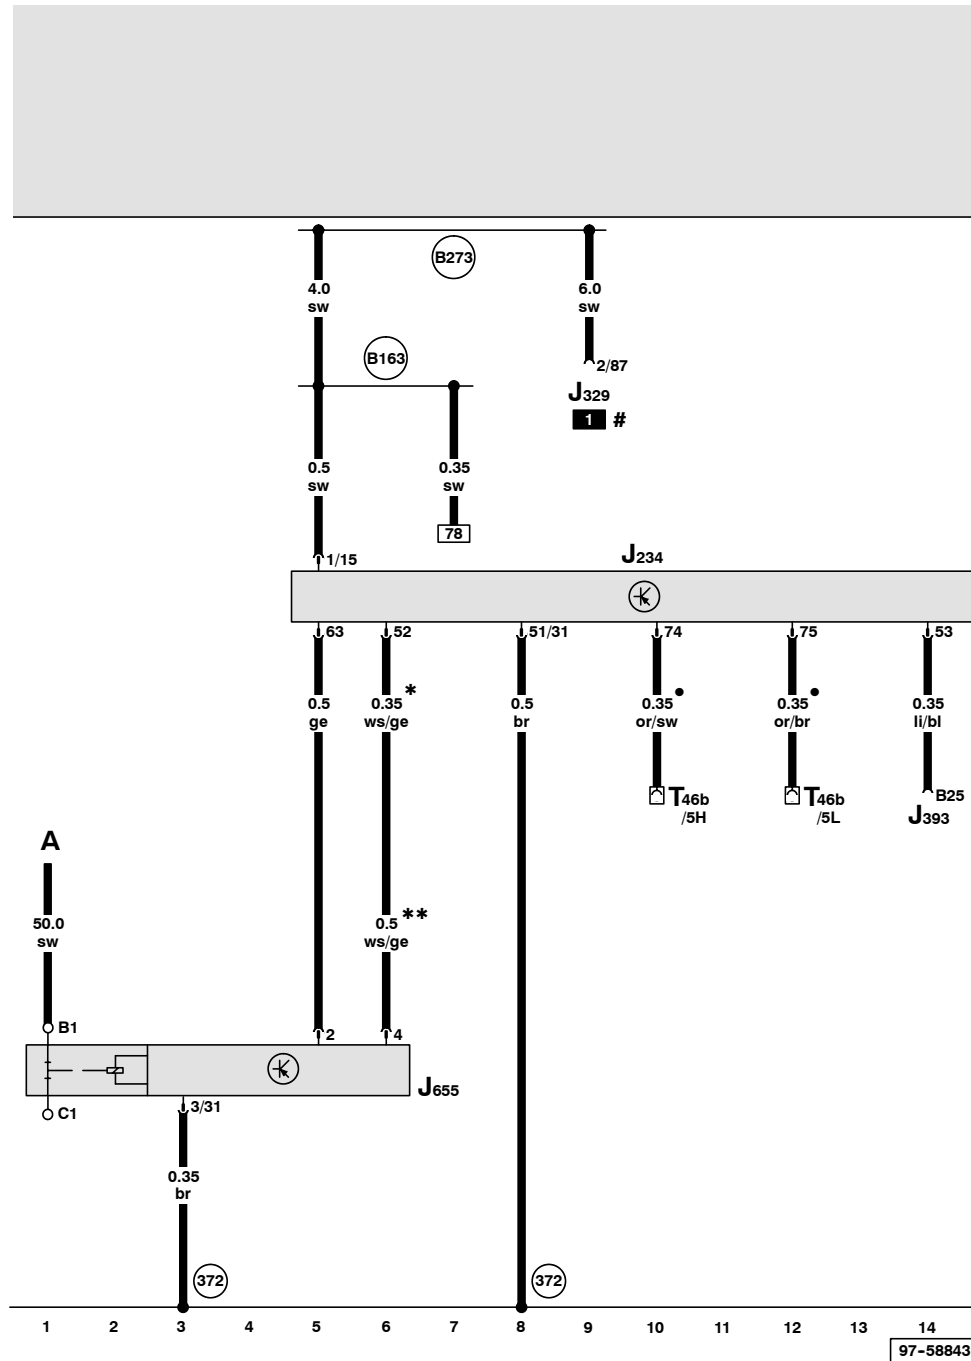 B273
4.0
sw
6.0
sw
B163
2/87
J329
1 #
0.5
sw
0.35
sw
78
1/15
J234
63
52
51/31
74
75
53
0.5
ge
0.35 *
ws/ge
0.5
br
0.35 •
or/sw
0.35 •
or/br
0.35
li/bl
T46b
/5H
T46b
/5L
B25
J393
A
50.0
sw
0.5 **
ws/ge
B1
2
4
J655
C1
3/31
0.35
br
372
372
1 2 3 4 5 6 7 8 9 10 11 12 13 14
97-58843